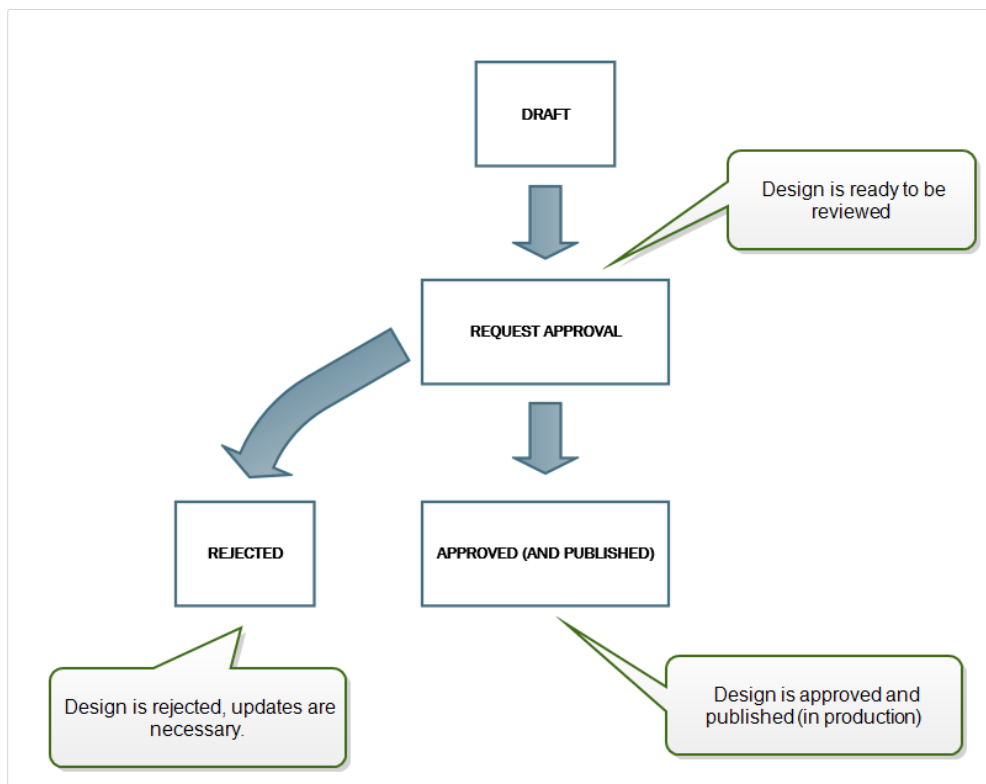 DRAFT
Design is ready to be
reviewed
REQUEST APPROVAL
REJECTED
APPROVED (AND PUBLISHED)
Design is rejected, updates are
necessary.
Design is approved and
published (in production)